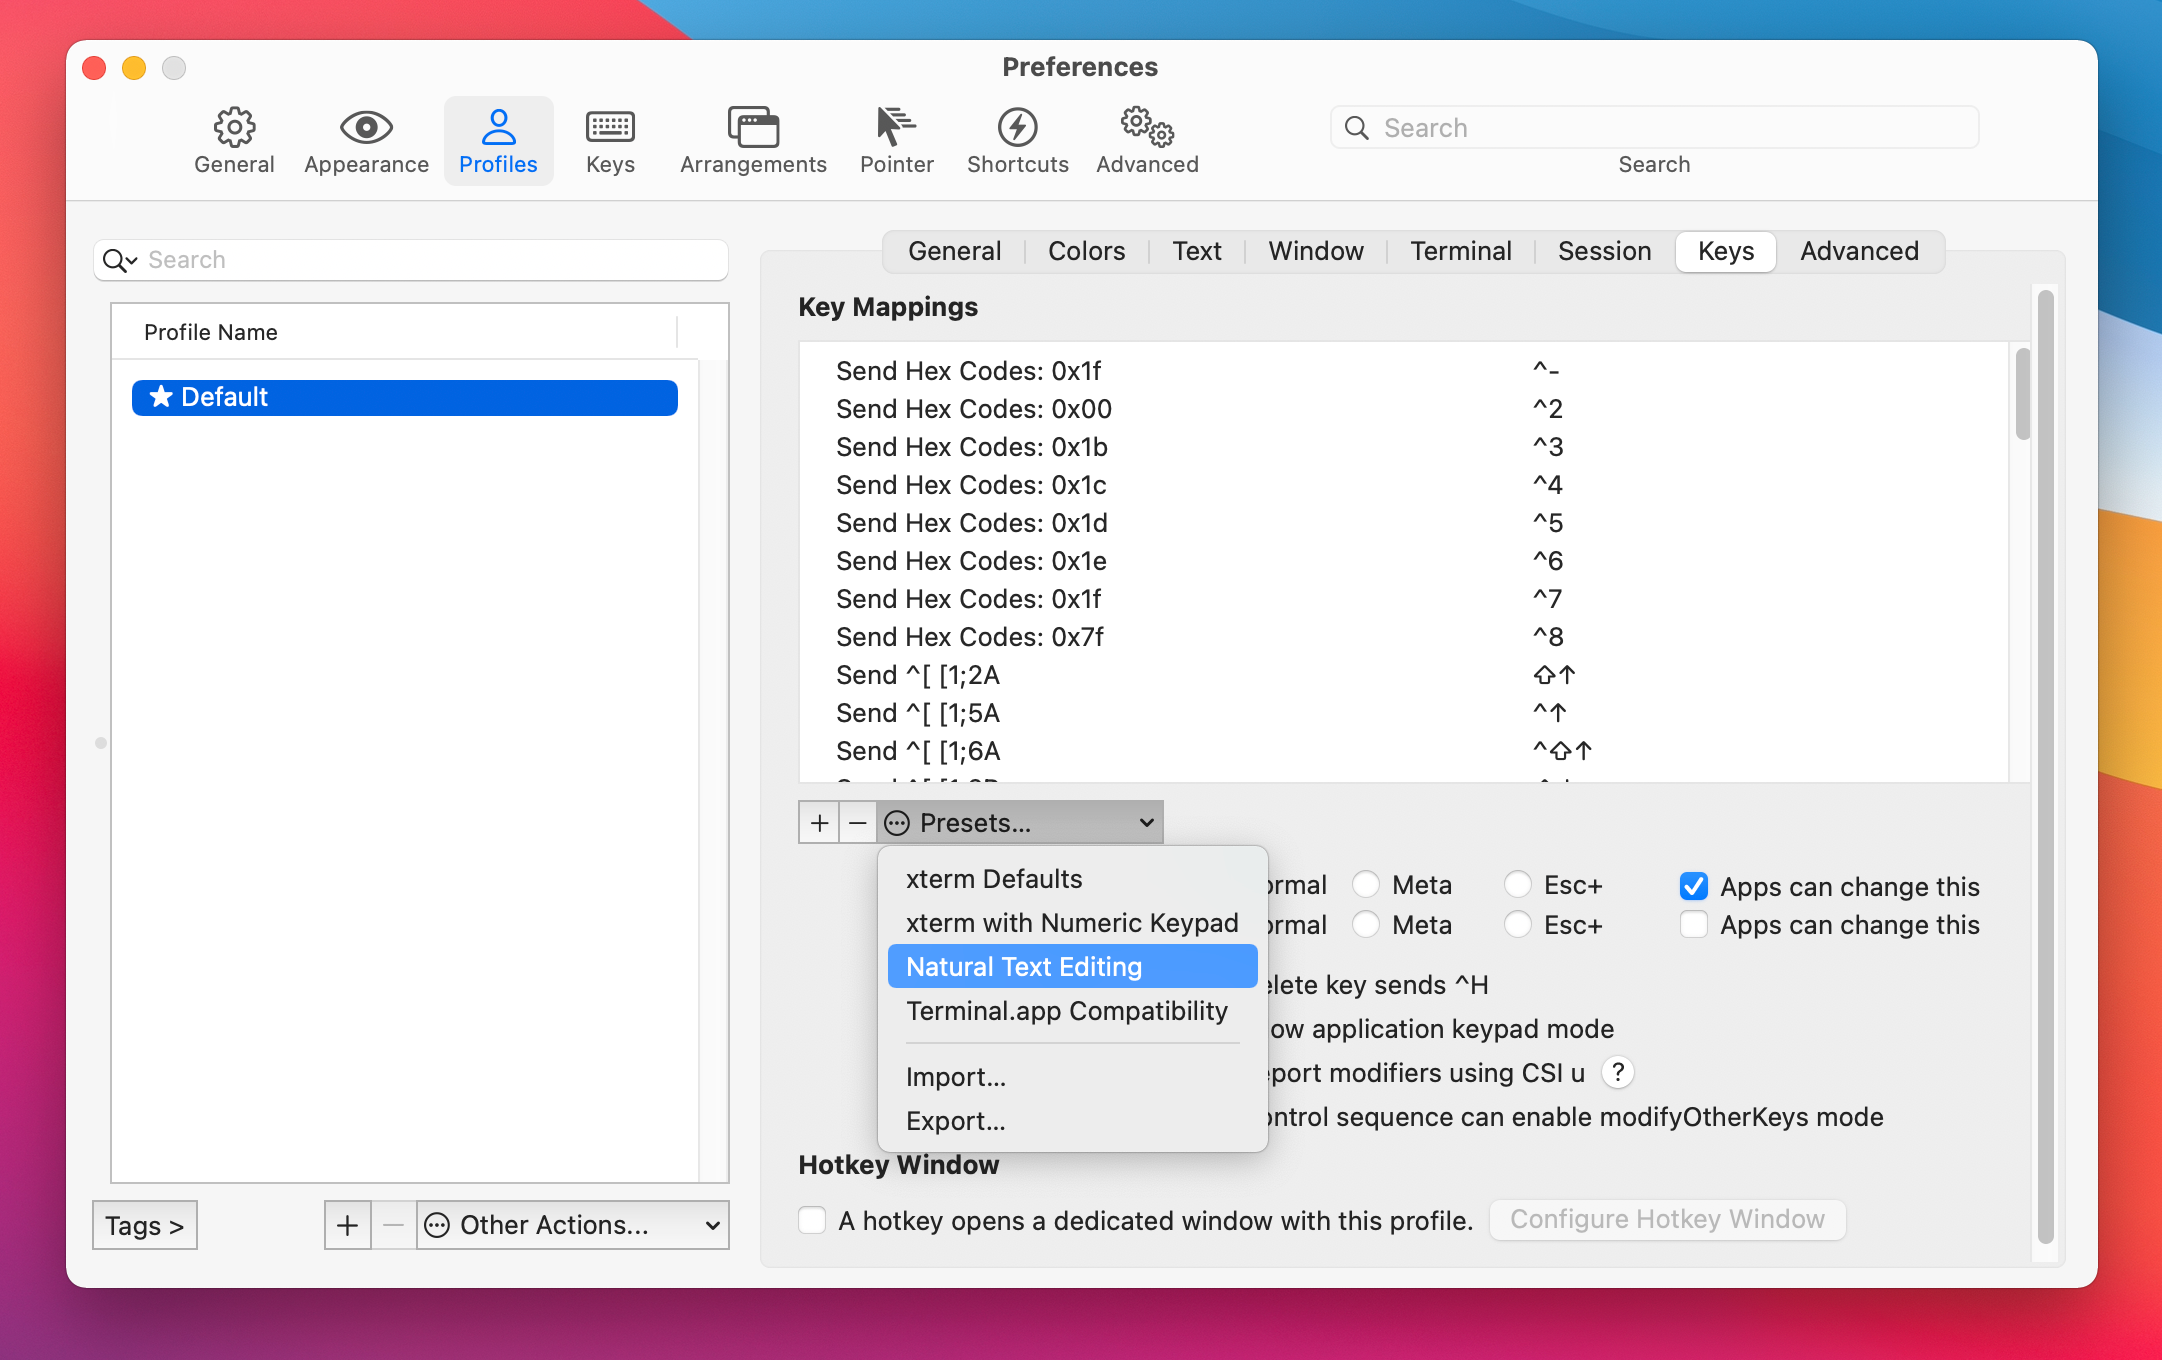 Preferences
General
Appearance
Profiles
Keys
Arrangements
Pointer
Shortcuts
Advanced
Search
Search
Search
Profile Name
Default
Tags >
Other Actions...
General
Colors
Text
Window
Terminal
Session
Keys
Advanced
Key Mappings
Send Hex Codes: 0x1f ^-
Send Hex Codes: 0x00 ^2
Send Hex Codes: 0x1b ^3
Send Hex Codes: 0x1c ^4
Send Hex Codes: 0x1d ^5
Send Hex Codes: 0x1e ^6
Send Hex Codes: 0x1f ^7
Send Hex Codes: 0x7f ^8
Send ^[ [1;2A ⇧↑
Send ^[ [1;5A ^↑
Send ^[ [1;6A ^⇧↑
+ − Presets...
xterm Defaults
xterm with Numeric Keypad
Natural Text Editing
Terminal.app Compatibility
Import...
Export...
ormal Meta Esc+ Apps can change this
ormal Meta Esc+ Apps can change this
elete key sends ^H
ow application keypad mode
eport modifiers using CSI u ?
ontrol sequence can enable modifyOtherKeys mode
Hotkey Window
A hotkey opens a dedicated window with this profile. Configure Hotkey Window